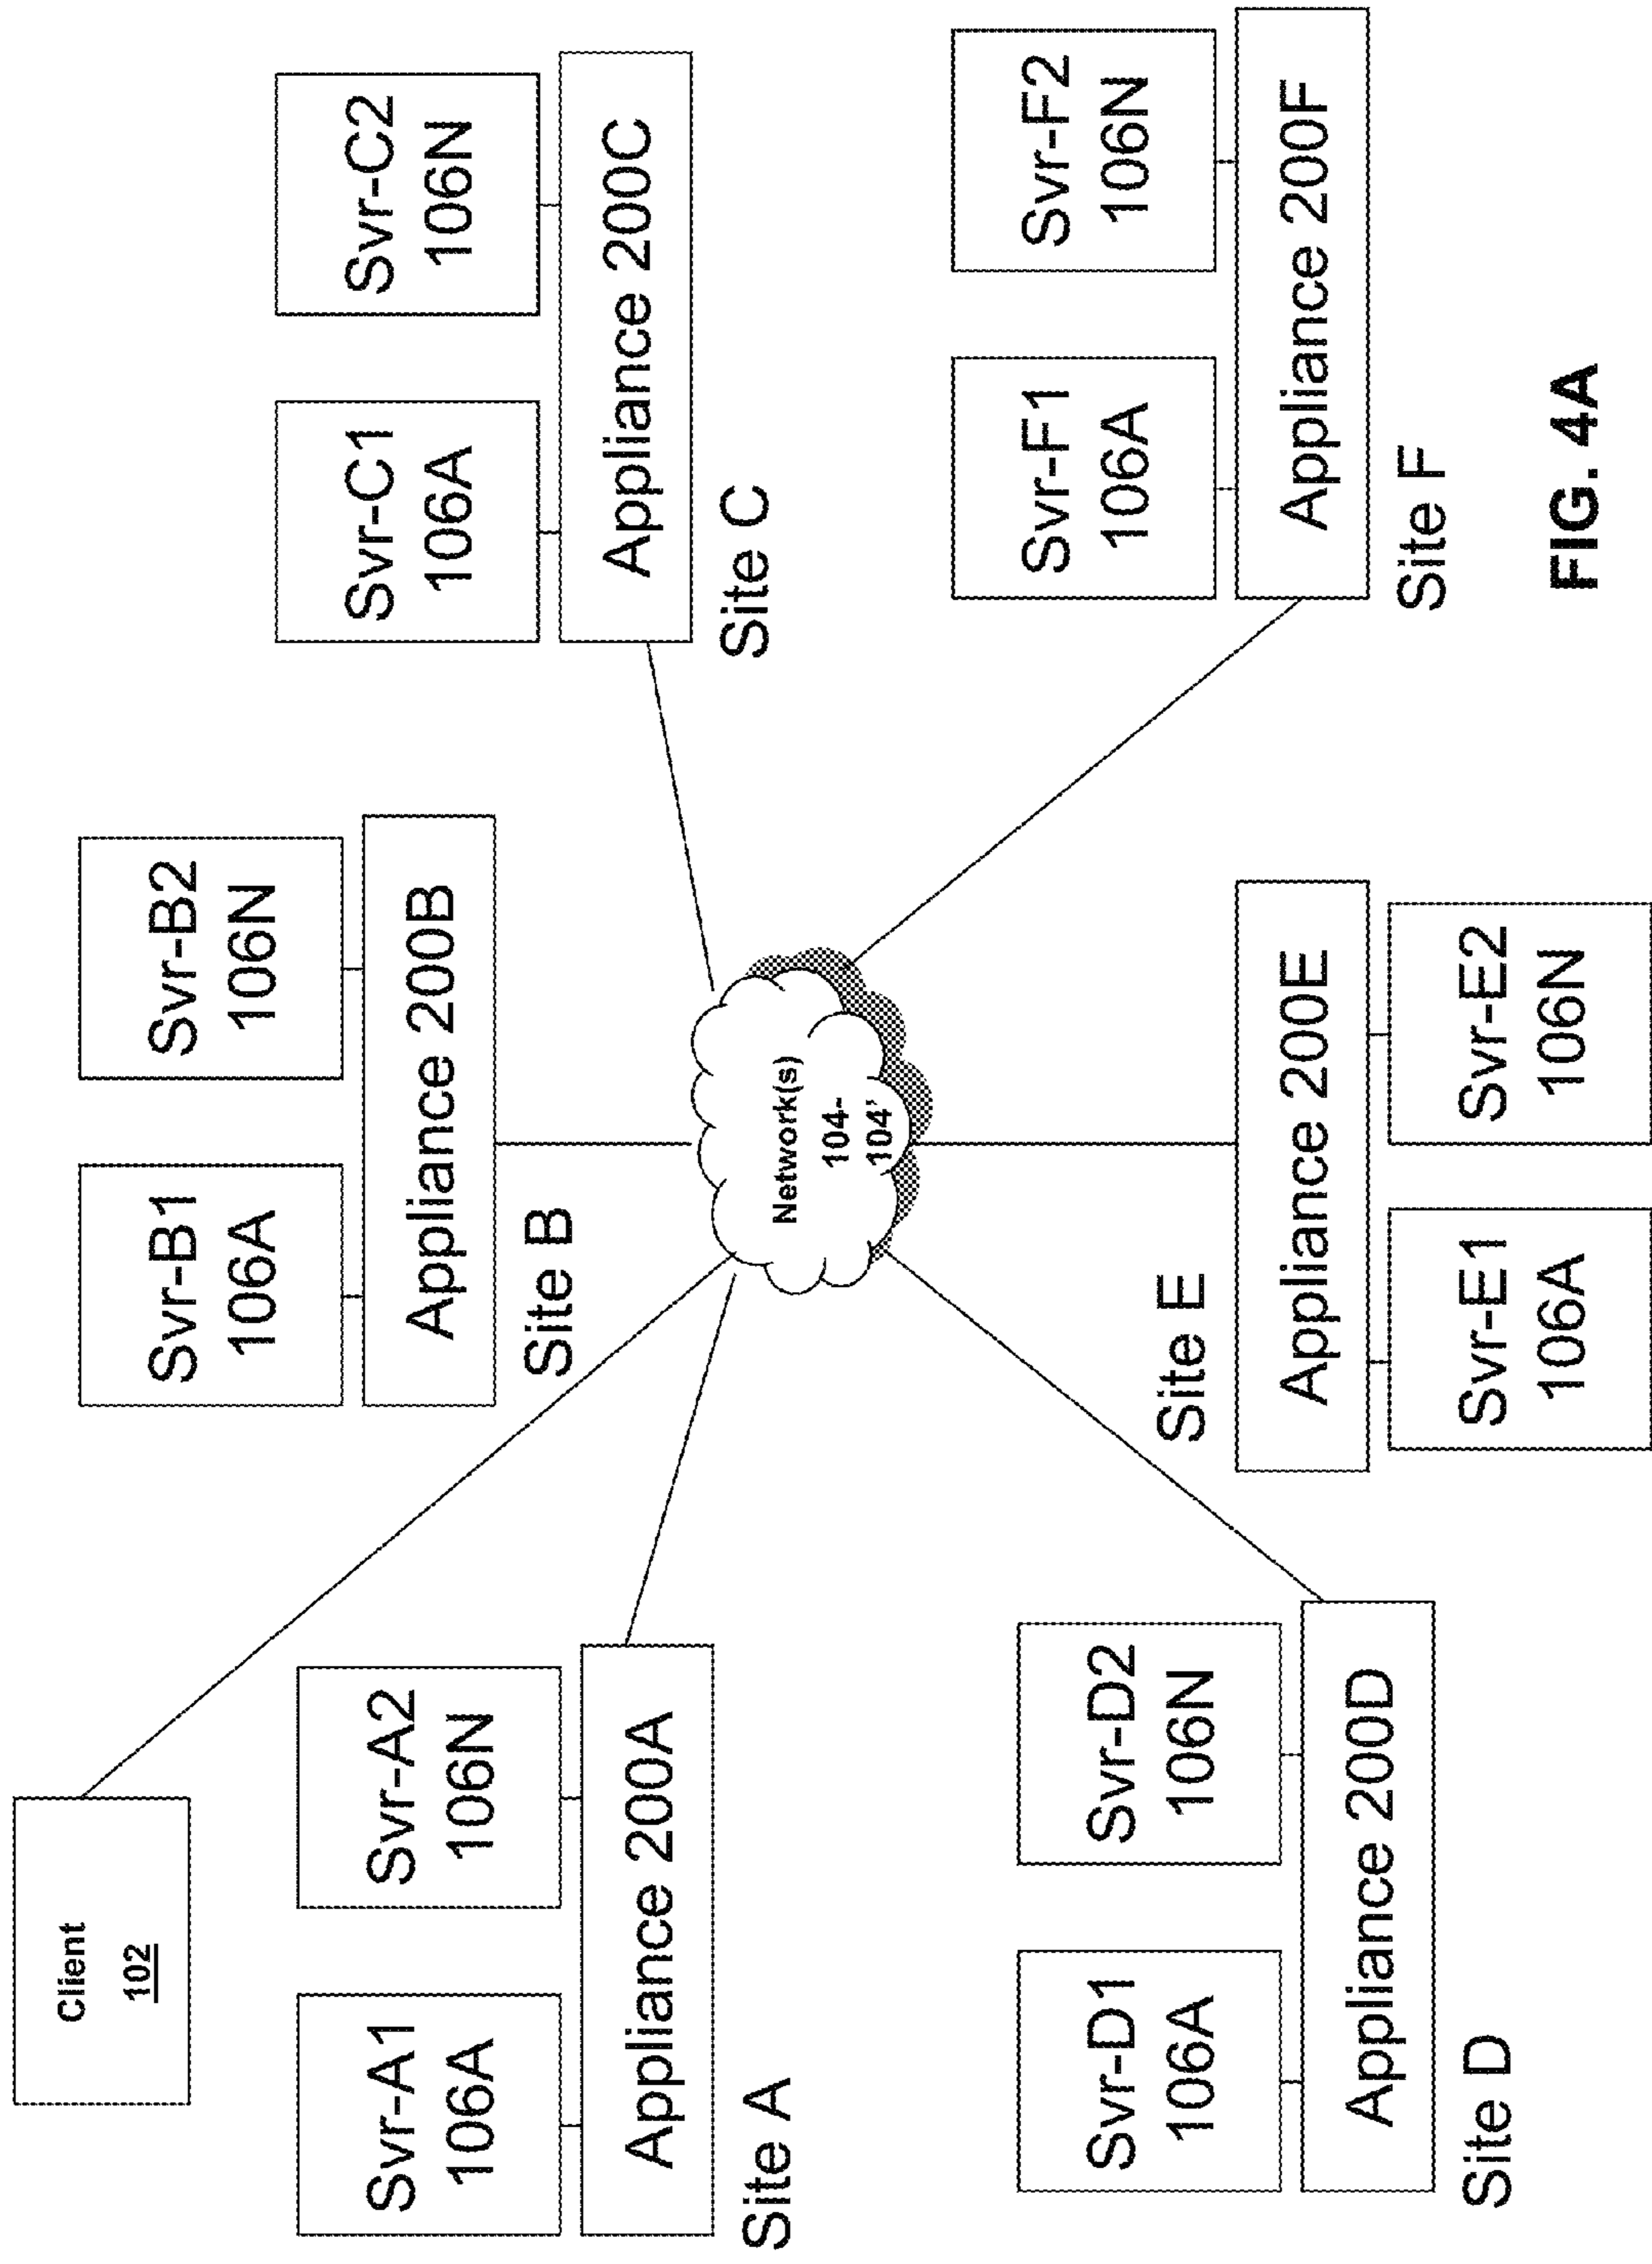 Client
102
Svr-A1
106A
Svr-A2
106N
Appliance 200A
Site A
Svr-B1
106A
Svr-B2
106N
Appliance 200B
Site B
Svr-C1
106A
Svr-C2
106N
Appliance 200C
Site C
Network(s)
104-
104'
Svr-D1
106A
Svr-D2
106N
Appliance 200D
Site D
Site E
Appliance 200E
Svr-E1
106A
Svr-E2
106N
Svr-F1
106A
Svr-F2
106N
Appliance 200F
Site F
FIG. 4A